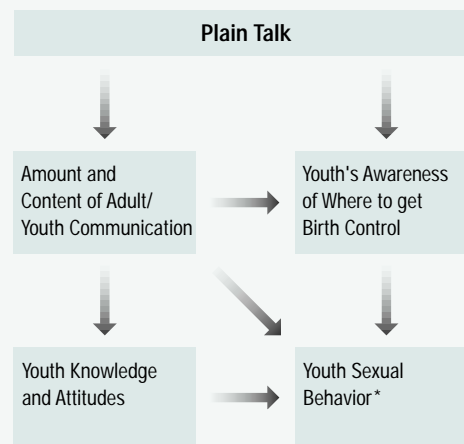 Plain Talk
Amount and
Content of Adult/
Youth Communication
Youth's Awareness
of Where to get
Birth Control
Youth Knowledge
and Attitudes
Youth Sexual
Behavior*